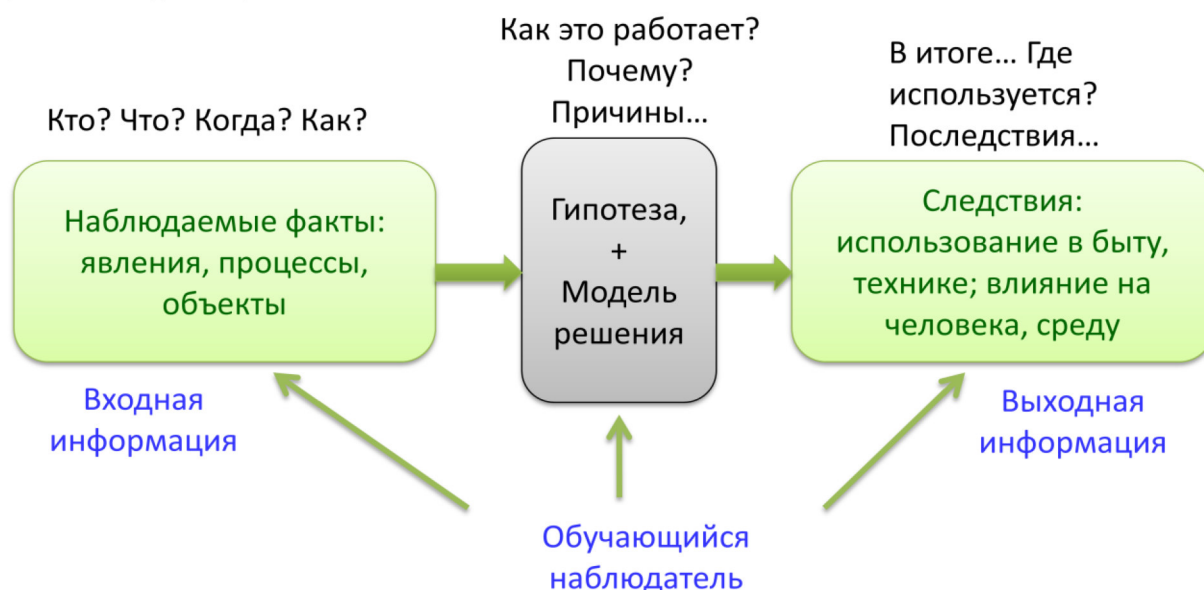 Кто? Что? Когда? Как?
Как это работает?
Почему?
Причины...
В итоге... Где
используется?
Последствия...
Наблюдаемые факты:
явления, процессы,
объекты
Гипотеза,
+
Модель
решения
Следствия:
использование в быту,
технике; влияние на
человека, среду
Входная
информация
Выходная
информация
Обучающийся
наблюдатель